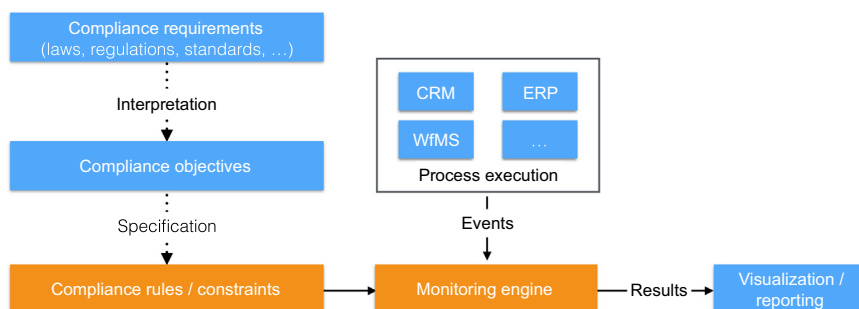 Compliance requirements
(laws, regulations, standards, …)
Interpretation
Compliance objectives
Specification
Compliance rules / constraints
CRM
ERP
WfMS
…
Process execution
Events
Monitoring engine
Results
Visualization /
reporting